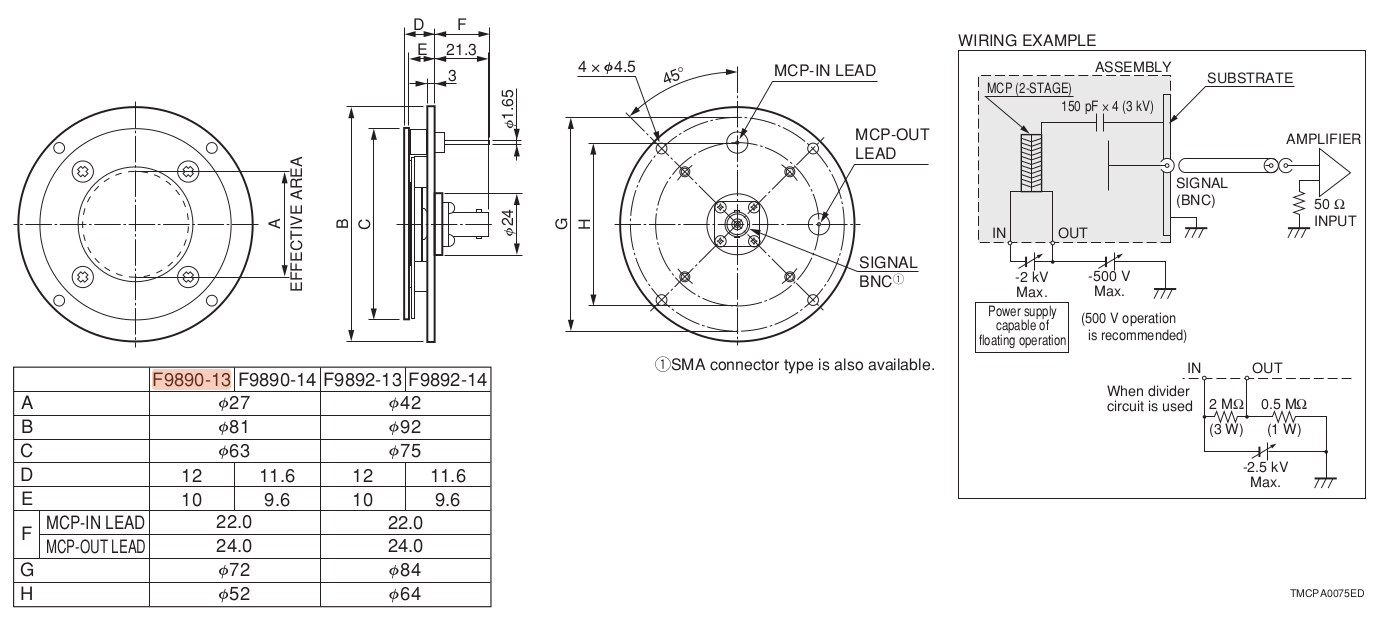 D F
E 21.3
3
φ1.65
φ24
B
C
A
EFFECTIVE AREA
4 × φ4.5
45°
MCP-IN LEAD
MCP-OUT
LEAD
G
H
SIGNAL
BNC①
①SMA connector type is also available.
WIRING EXAMPLE
ASSEMBLY
MCP (2-STAGE)
SUBSTRATE
150 pF × 4 (3 kV)
AMPLIFIER
SIGNAL
(BNC)
50 Ω
INPUT
IN OUT
-2 kV
Max.
-500 V
Max.
Power supply
capable of
floating operation
(500 V operation
is recommended)
IN OUT
When divider
circuit is used
2 MΩ 0.5 MΩ
(3 W) (1 W)
-2.5 kV
Max.
F9890-13 F9890-14 F9892-13 F9892-14
A φ27 φ42
B φ81 φ92
C φ63 φ75
D 12 11.6 12 11.6
E 10 9.6 10 9.6
F MCP-IN LEAD 22.0 22.0
MCP-OUT LEAD 24.0 24.0
G φ72 φ84
H φ52 φ64
TMCPA0075ED